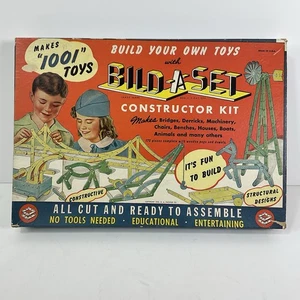 MAKES
"1001"
TOYS
BUILD YOUR OWN TOYS
with
BILD-A-SET
CONSTRUCTOR KIT
Makes Bridges, Derricks, Machinery,
Chairs, Benches, Houses, Boats,
Animals and many others
IT'S FUN
TO BUILD
CONSTRUCTIVE
STRUCTURAL
DESIGNS
ALL CUT AND READY TO ASSEMBLE
NO TOOLS NEEDED · EDUCATIONAL · ENTERTAINING